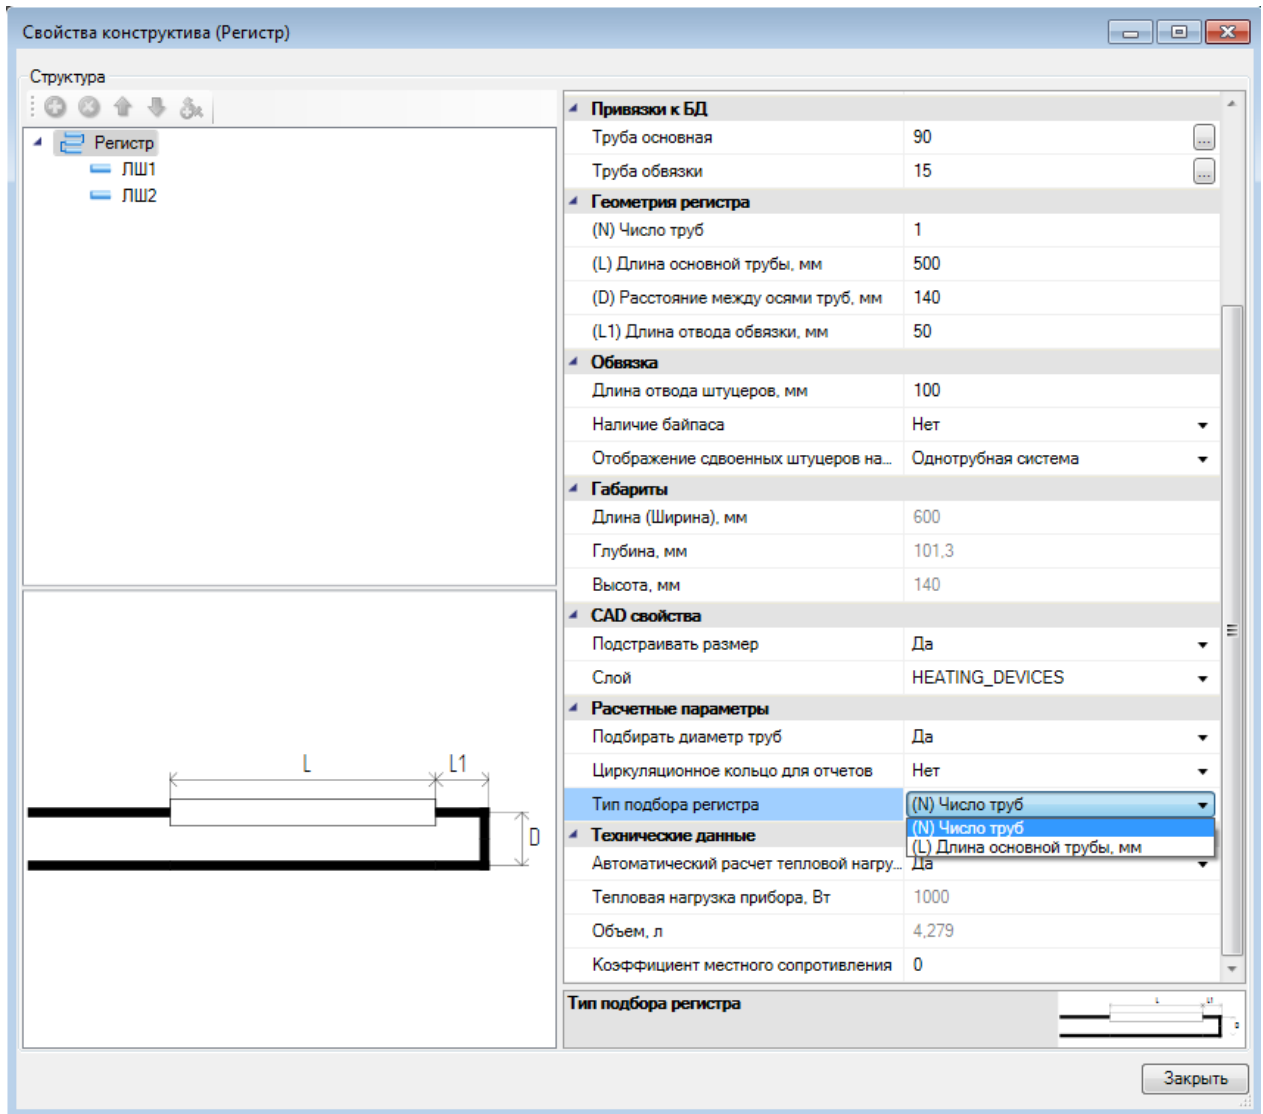 Свойства конструктива (Регистр)
Структура
Регистр
ЛШ1
ЛШ2
Привязки к БД
Труба основная 90 ...
Труба обвязки 15 ...
Геометрия регистра
(N) Число труб 1
(L) Длина основной трубы, мм 500
(D) Расстояние между осями труб, мм 140
(L1) Длина отвода обвязки, мм 50
Обвязка
Длина отвода штуцеров, мм 100
Наличие байпаса Нет
Отображение сдвоенных штуцеров на... Однотрубная система
Габариты
Длина (Ширина), мм 600
Глубина, мм 101,3
Высота, мм 140
CAD свойства
Подстраивать размер Да
Слой HEATING_DEVICES
Расчетные параметры
Подбирать диаметр труб Да
Циркуляционное кольцо для отчетов Нет
Тип подбора регистра (N) Число труб
(N) Число труб
(L) Длина основной трубы, мм
Технические данные
Автоматический расчет тепловой нагру... Да
Тепловая нагрузка прибора, Вт 1000
Объем, л 4,279
Коэффициент местного сопротивления 0
L L1
D
Тип подбора регистра
L L1
D
Закрыть